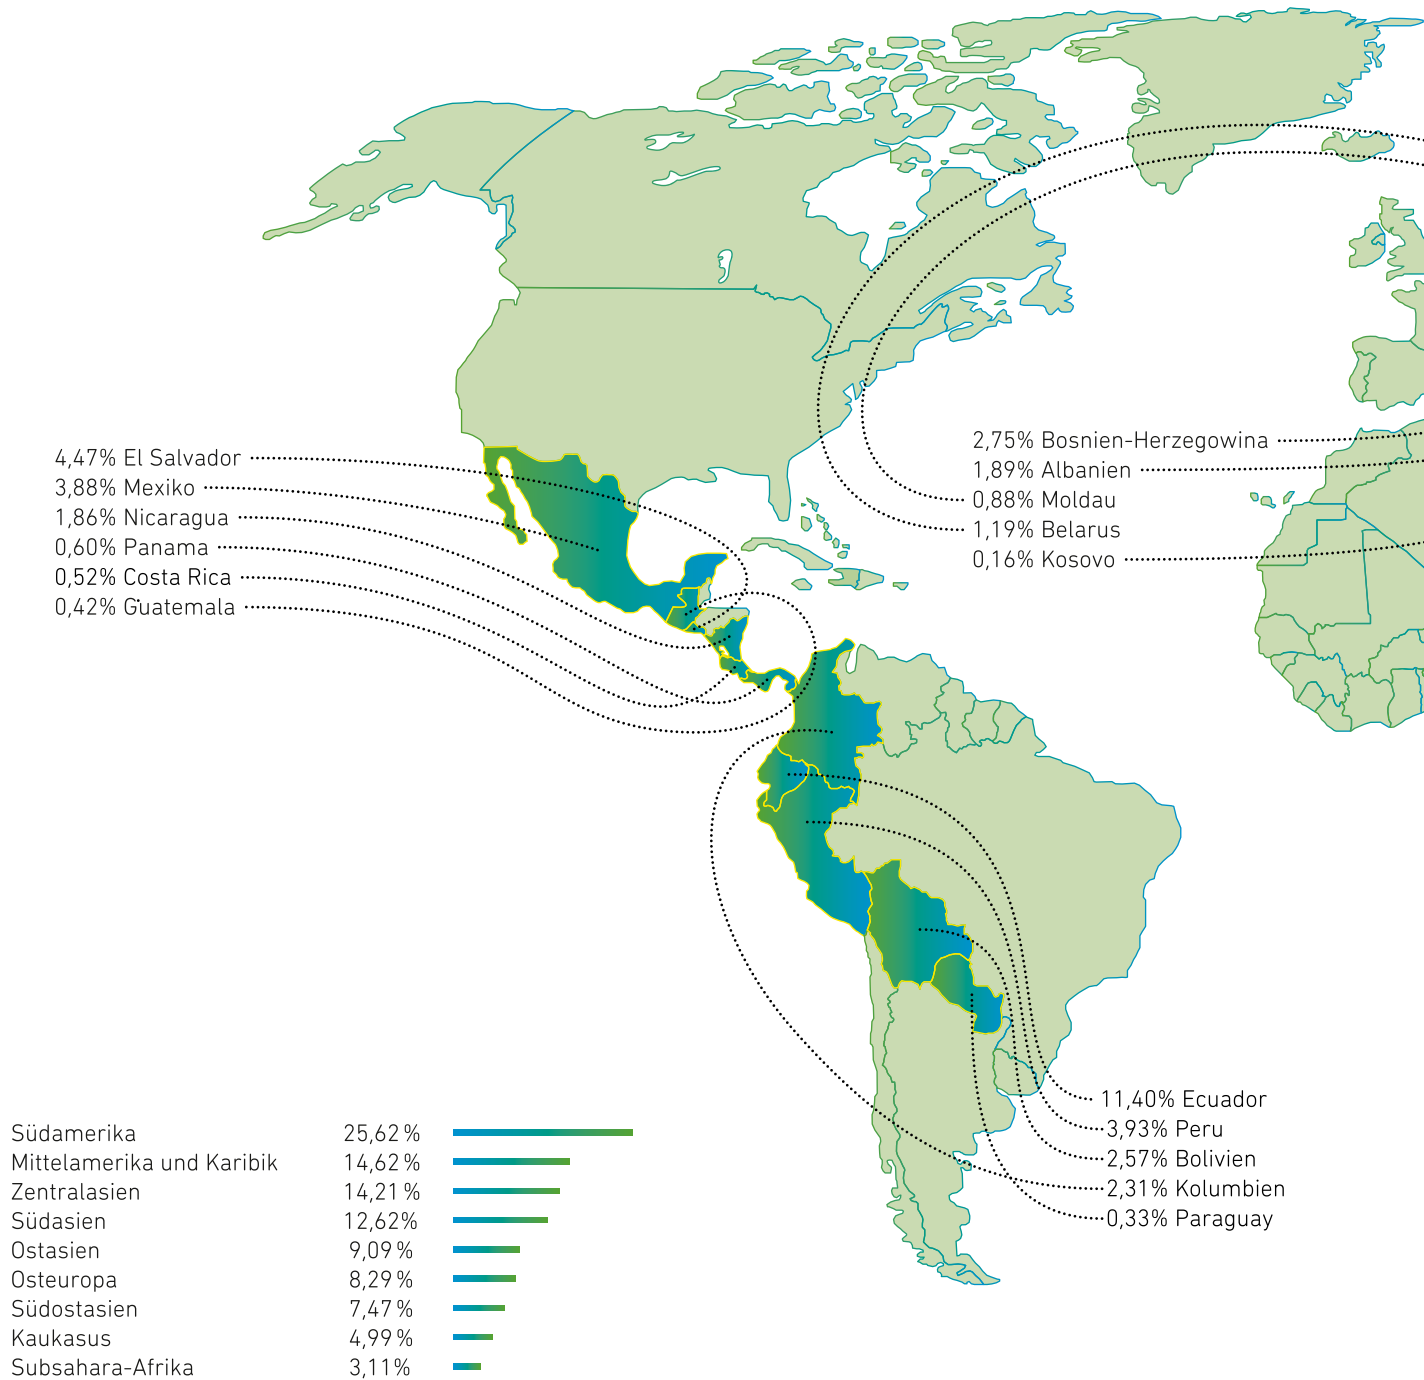 4,47% El Salvador
3,88% Mexiko
1,86% Nicaragua
0,60% Panama
0,52% Costa Rica
0,42% Guatemala
2,75% Bosnien-Herzegowina
1,89% Albanien
0,88% Moldau
1,19% Belarus
0,16% Kosovo
11,40% Ecuador
3,93% Peru
2,57% Bolivien
2,31% Kolumbien
0,33% Paraguay
Südamerika 25,62 %
Mittelamerika und Karibik 14,62 %
Zentralasien 14,21 %
Südasien 12,62%
Ostasien 9,09 %
Osteuropa 8,29 %
Südostasien 7,47 %
Kaukasus 4,99 %
Subsahara-Afrika 3,11%